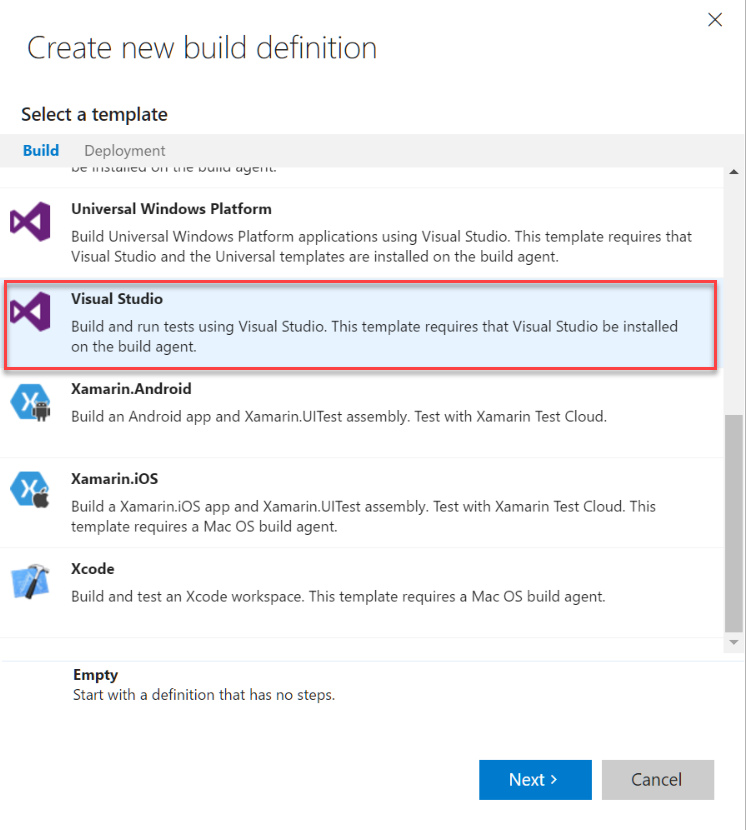 Create new build definition
Select a template
Build Deployment
be installed on the build agent.
Universal Windows Platform
Build Universal Windows Platform applications using Visual Studio. This template requires that
Visual Studio and the Universal templates are installed on the build agent.
Visual Studio
Build and run tests using Visual Studio. This template requires that Visual Studio be installed
on the build agent.
Xamarin.Android
Build an Android app and Xamarin.UITest assembly. Test with Xamarin Test Cloud.
Xamarin.iOS
Build a Xamarin.iOS app and Xamarin.UITest assembly. Test with Xamarin Test Cloud. This
template requires a Mac OS build agent.
Xcode
Build and test an Xcode workspace. This template requires a Mac OS build agent.
Empty
Start with a definition that has no steps.
Next >
Cancel